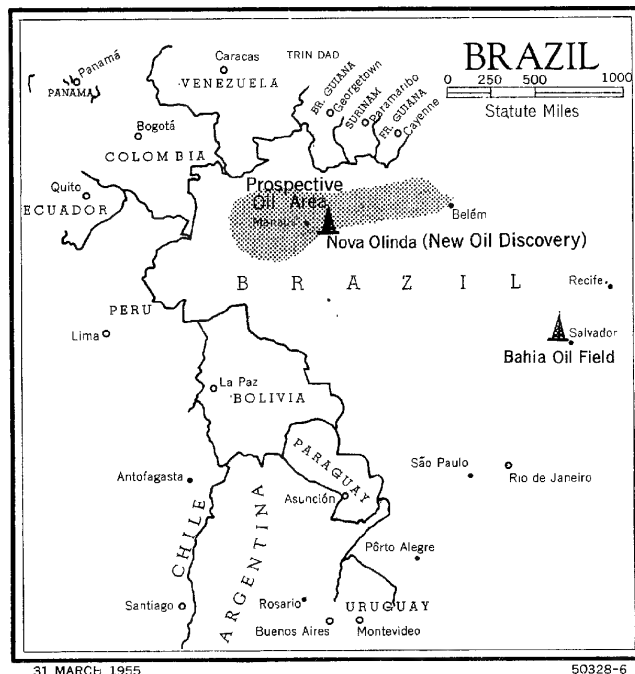 BRAZIL
0 250 500 1000
Statute Miles
Panamá
PANAMA
Caracas
VENEZUELA
TRIN DAD
BR. GUIANA
Georgetown
SURINAM
Paramaribo
FR. GUIANA
Cayenne
Bogotá
COLOMBIA
Quito
ECUADOR
Prospective
Oil Area
Manaus
Belém
Nova Olinda (New Oil Discovery)
BRAZIL
Recife
PERU
Lima
Salvador
Bahia Oil Field
La Paz
BOLIVIA
PARAGUAY
São Paulo
Rio de Janeiro
Antofagasta
Asunción
CHILE
ARGENTINA
Pôrto Alegre
Santiago
Rosario
URUGUAY
Buenos Aires
Montevideo
31 MARCH 1955
50328-6